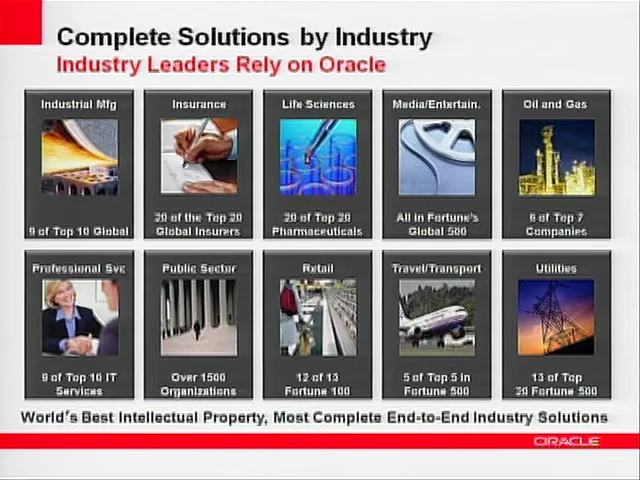 Complete Solutions by Industry
Industry Leaders Rely on Oracle
Industrial Mfg
9 of Top 10 Global
Insurance
20 of the Top 20
Global Insurers
Life Sciences
20 of Top 20
Pharmaceuticals
Media/Entertain.
All in Fortune's
Global 500
Oil and Gas
6 of Top 7
Companies
Professional Svc
9 of Top 10 IT
Services
Public Sector
Over 1500
Organizations
Retail
12 of 13
Fortune 100
Travel/Transport
5 of Top 5 in
Fortune 500
Utilities
13 of Top
20 Fortune 500
World's Best Intellectual Property, Most Complete End-to-End Industry Solutions
ORACLE